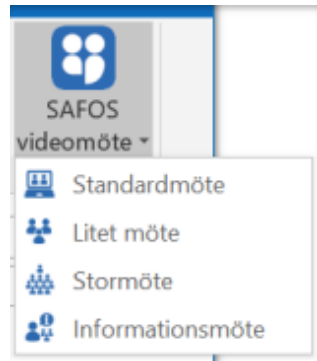 SAFOS
videomöte
Standardmöte
Litet möte
Stormöte
Informationsmöte